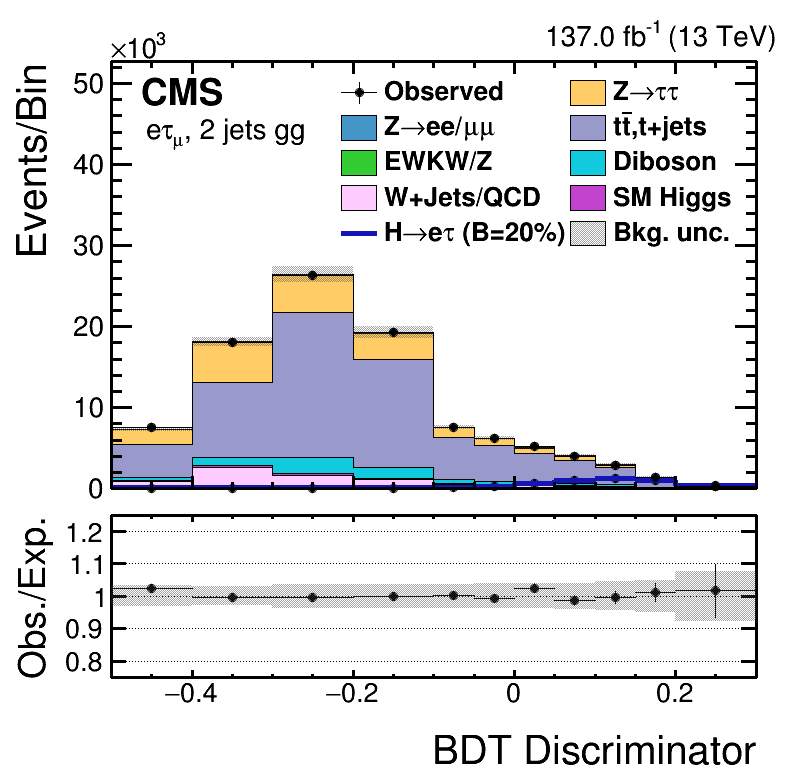 ×10³
137.0 fb⁻¹ (13 TeV)
Events/Bin
50
40
30
20
10
0
CMS
eτμ, 2 jets gg
Observed
Z→ττ
Z→ee/μμ
tt̄,t+jets
EWKW/Z
Diboson
W+Jets/QCD
SM Higgs
H→eτ (B=20%)
Bkg. unc.
Obs./Exp.
1.2
1.1
1
0.9
0.8
−0.4
−0.2
0
0.2
BDT Discriminator